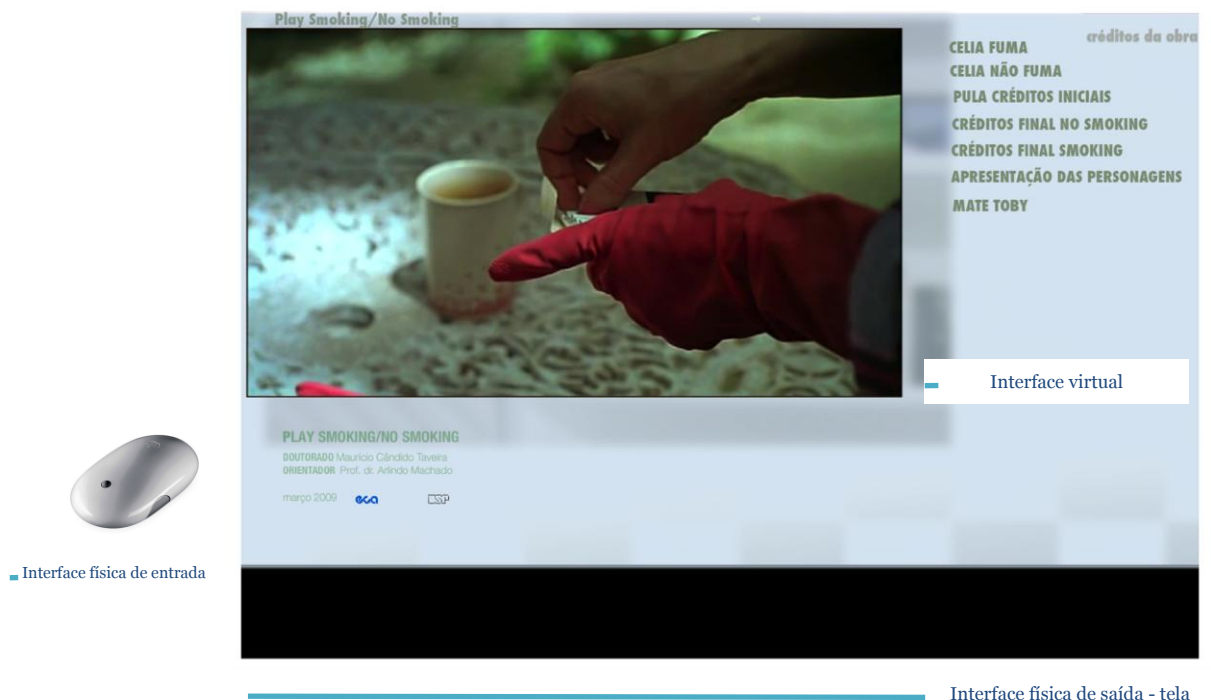 Play Smoking/No Smoking
créditos da obra
CELIA FUMA
CELIA NÃO FUMA
PULA CRÉDITOS INICIAIS
CRÉDITOS FINAL NO SMOKING
CRÉDITOS FINAL SMOKING
APRESENTAÇÃO DAS PERSONAGENS
MATE TOBY
Interface virtual
PLAY SMOKING/NO SMOKING
DOUTORADO Maurício Cândido Taveira
ORIENTADOR Prof. dr. Arlindo Machado
março 2009 eca USP
Interface física de entrada
Interface física de saída - tela